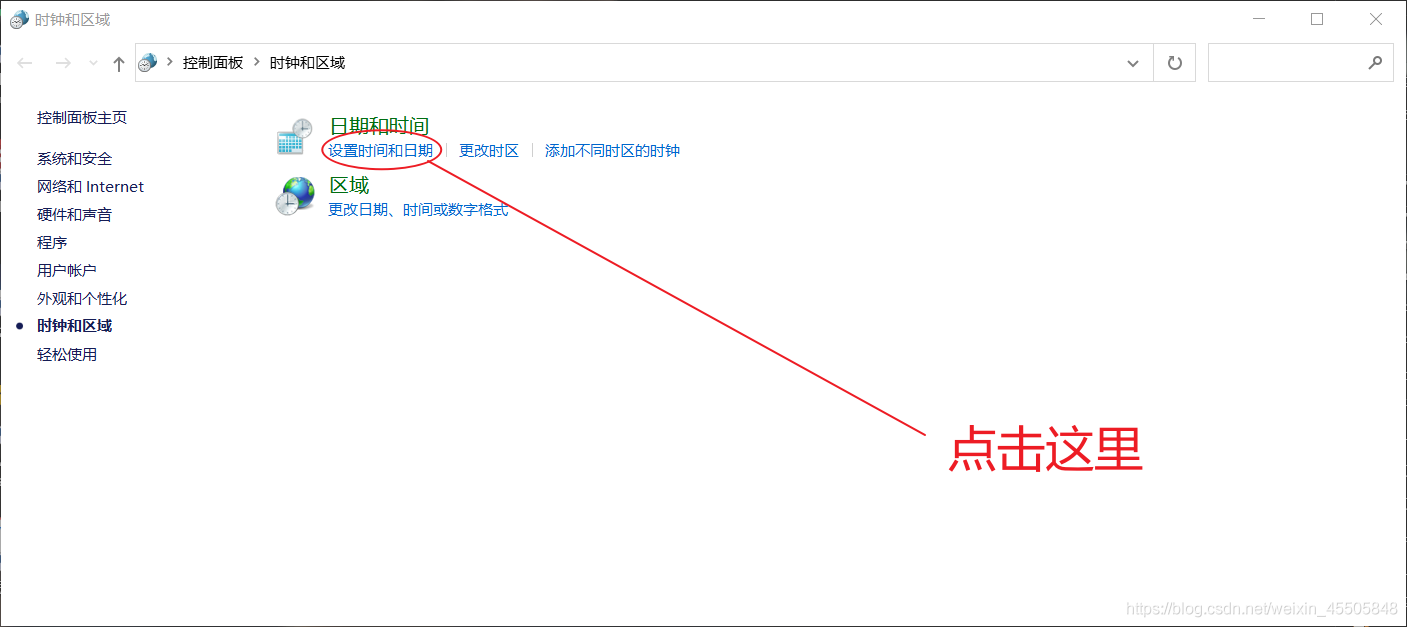 时钟和区域
控制面板 时钟和区域
控制面板主页
系统和安全
网络和 Internet
硬件和声音
程序
用户帐户
外观和个性化
时钟和区域
轻松使用
日期和时间
设置时间和日期 更改时区 添加不同时区的时钟
区域
更改日期、时间或数字格式
点击这里
https://blog.csdn.net/weixin_45505848